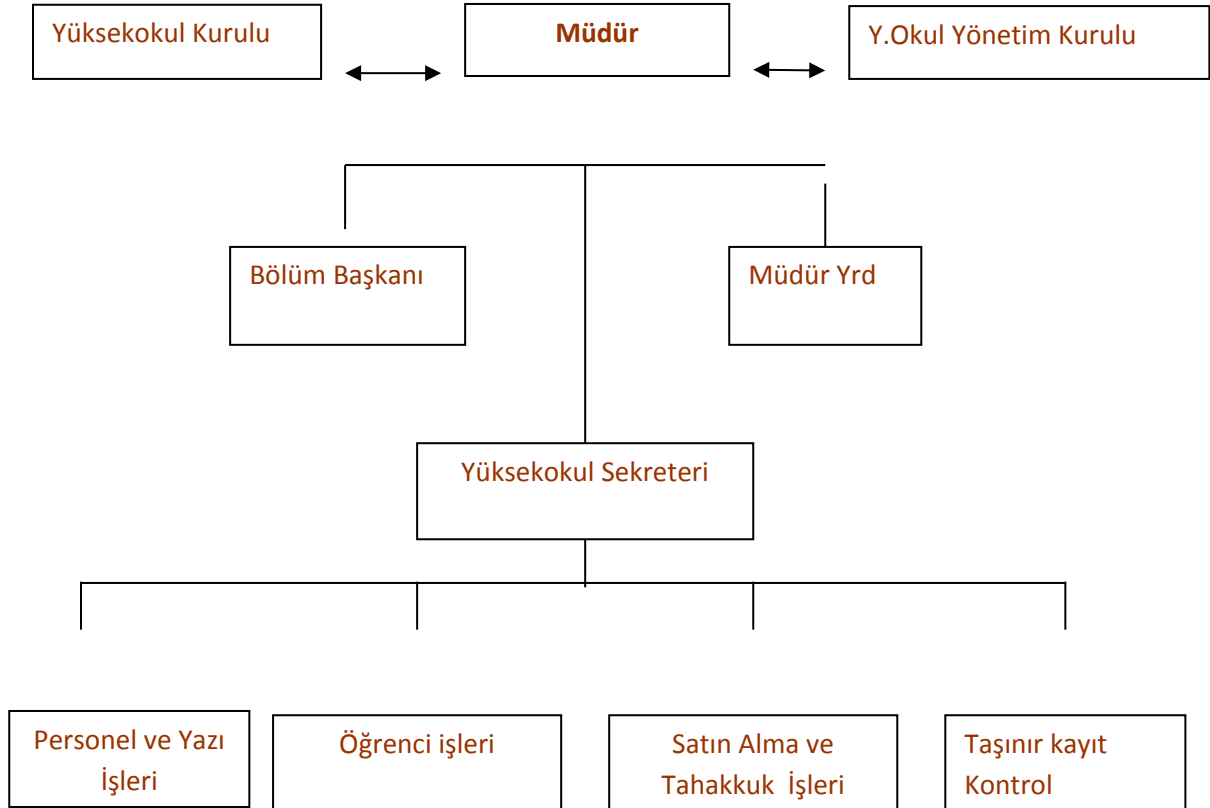 Yüksekokul Kurulu
Müdür
Y.Okul Yönetim Kurulu
Bölüm Başkanı
Müdür Yrd
Yüksekokul Sekreteri
Personel ve Yazı
İşleri
Öğrenci işleri
Satın Alma ve
Tahakkuk İşleri
Taşınır kayıt
Kontrol